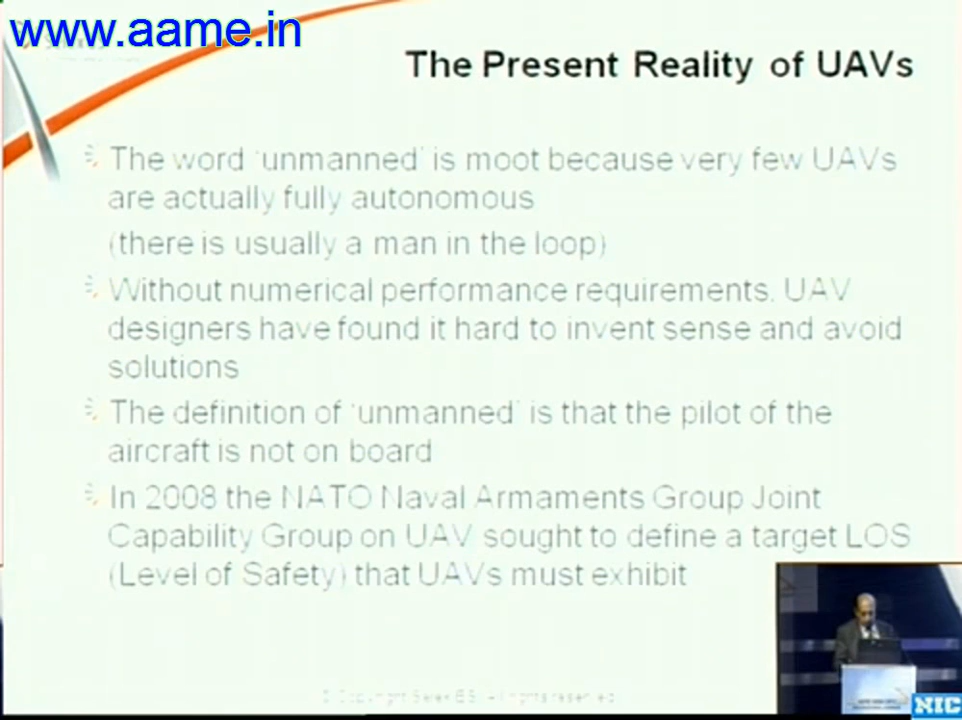 www.aame.in
The Present Reality of UAVs
The word 'unmanned' is moot because very few UAVs
are actually fully autonomous
(there is usually a man in the loop)
Without numerical performance requirements, UAV
designers have found it hard to invent sense and avoid
solutions
The definition of 'unmanned' is that the pilot of the
aircraft is not on board
In 2008 the NATO Naval Armaments Group Joint
Capability Group on UAV sought to define a target LOS
(Level of Safety) that UAVs must exhibit
© Copyright Selex ES
NIC